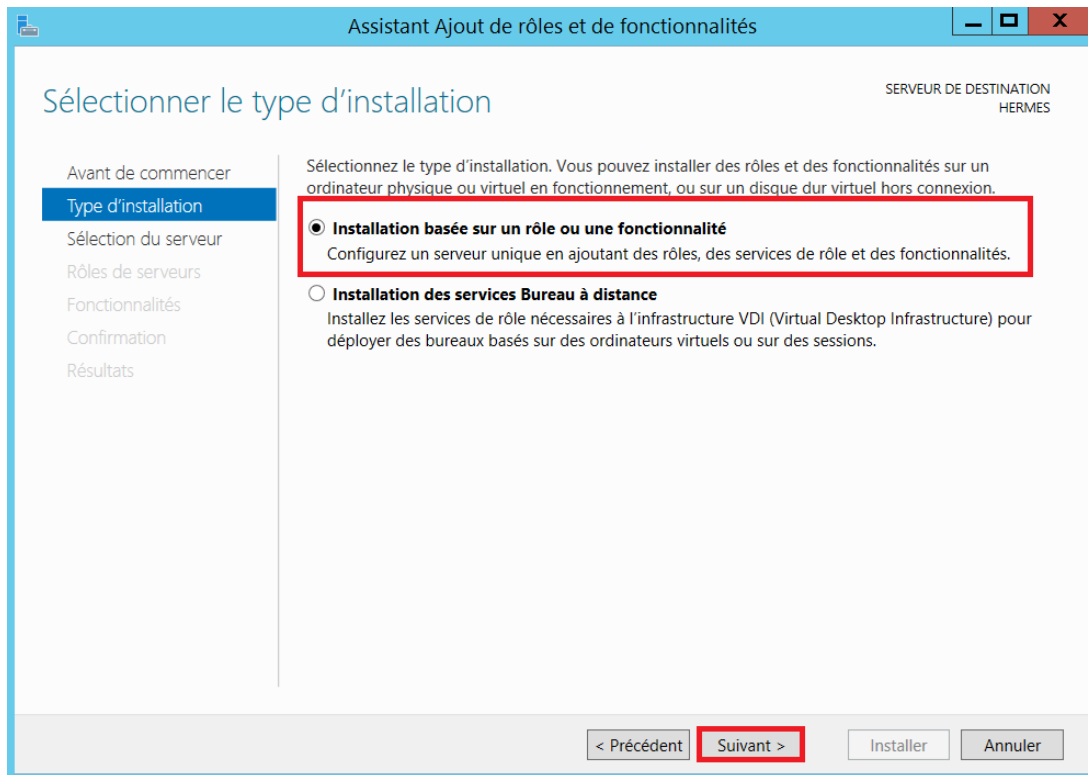 Assistant Ajout de rôles et de fonctionnalités
Sélectionner le type d'installation
SERVEUR DE DESTINATION
HERMES
Avant de commencer
Type d'installation
Sélection du serveur
Rôles de serveurs
Fonctionnalités
Confirmation
Résultats
Sélectionnez le type d'installation. Vous pouvez installer des rôles et des fonctionnalités sur un
ordinateur physique ou virtuel en fonctionnement, ou sur un disque dur virtuel hors connexion.
Installation basée sur un rôle ou une fonctionnalité
Configurez un serveur unique en ajoutant des rôles, des services de rôle et des fonctionnalités.
Installation des services Bureau à distance
Installez les services de rôle nécessaires à l'infrastructure VDI (Virtual Desktop Infrastructure) pour
déployer des bureaux basés sur des ordinateurs virtuels ou sur des sessions.
< Précédent
Suivant >
Installer
Annuler